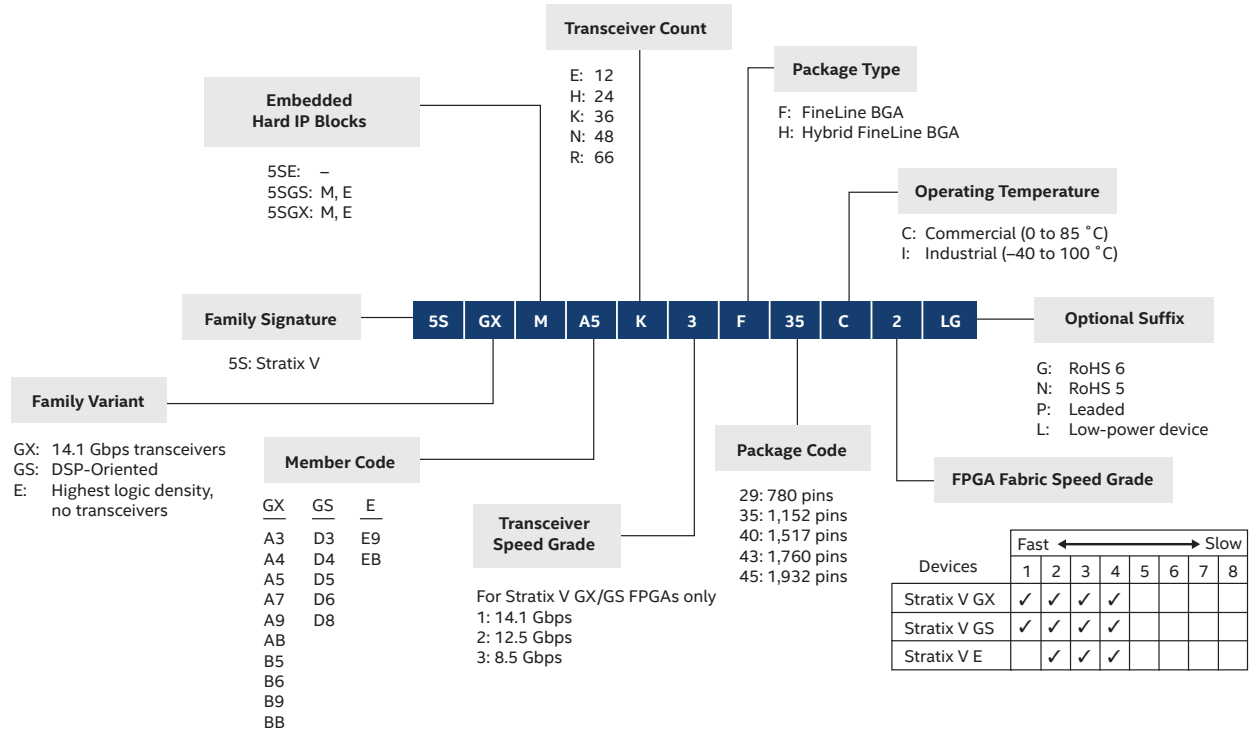 Transceiver Count
E: 12
H: 24
K: 36
N: 48
R: 66
Package Type
F: FineLine BGA
H: Hybrid FineLine BGA
Embedded
Hard IP Blocks
5SE: –
5SGS: M, E
5SGX: M, E
Operating Temperature
C: Commercial (0 to 85 ˚C)
I: Industrial (–40 to 100 ˚C)
Family Signature
5S: Stratix V
5S GX M A5 K 3 F 35 C 2 LG
Optional Suffix
G: RoHS 6
N: RoHS 5
P: Leaded
L: Low-power device
Family Variant
GX: 14.1 Gbps transceivers
GS: DSP-Oriented
E: Highest logic density,
no transceivers
Member Code
GX GS E
A3 D3 E9
A4 D4 EB
A5 D5
A7 D6
A9 D8
AB
B5
B6
B9
BB
Transceiver
Speed Grade
For Stratix V GX/GS FPGAs only
1: 14.1 Gbps
2: 12.5 Gbps
3: 8.5 Gbps
Package Code
29: 780 pins
35: 1,152 pins
40: 1,517 pins
43: 1,760 pins
45: 1,932 pins
FPGA Fabric Speed Grade
Fast Slow
Devices 1 2 3 4 5 6 7 8
Stratix V GX ✓ ✓ ✓ ✓
Stratix V GS ✓ ✓ ✓ ✓
Stratix V E ✓ ✓ ✓